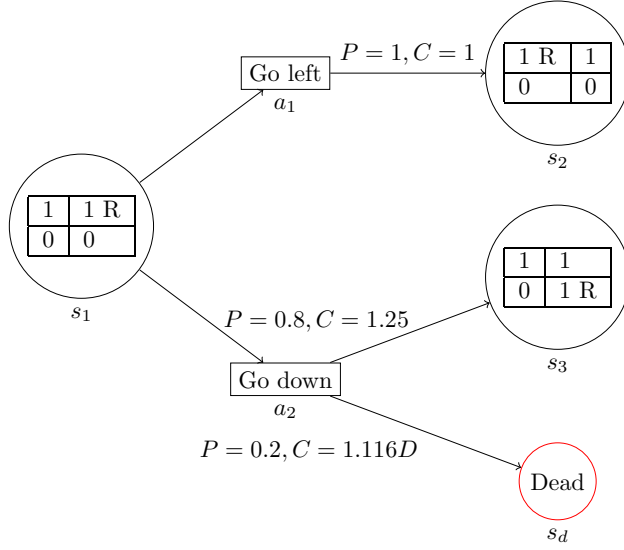 Go left
a₁
P = 1, C = 1
1 R 1
0 0
s₂
1 1 R
0 0
s₁
1 1
0 1 R
s₃
P = 0.8, C = 1.25
Go down
a₂
P = 0.2, C = 1.116D
Dead
s_d